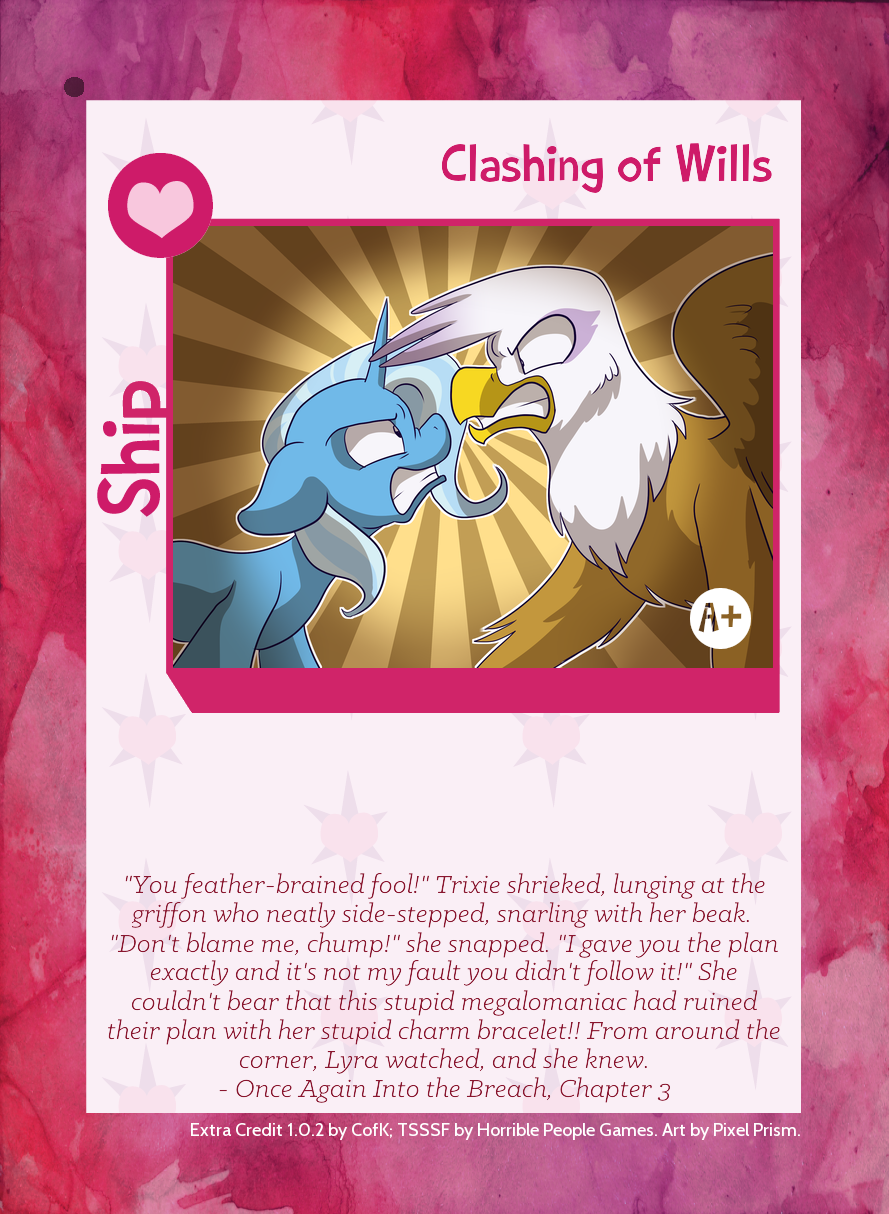 Clashing of Wills
Ship
A+
"You feather-brained fool!" Trixie shrieked, lunging at the
griffon who neatly side-stepped, snarling with her beak.
"Don't blame me, chump!" she snapped. "I gave you the plan
exactly and it's not my fault you didn't follow it!" She
couldn't bear that this stupid megalomaniac had ruined
their plan with her stupid charm bracelet!! From around the
corner, Lyra watched, and she knew.
- Once Again Into the Breach, Chapter 3
Extra Credit 1.0.2 by CofK; TSSSF by Horrible People Games. Art by Pixel Prism.